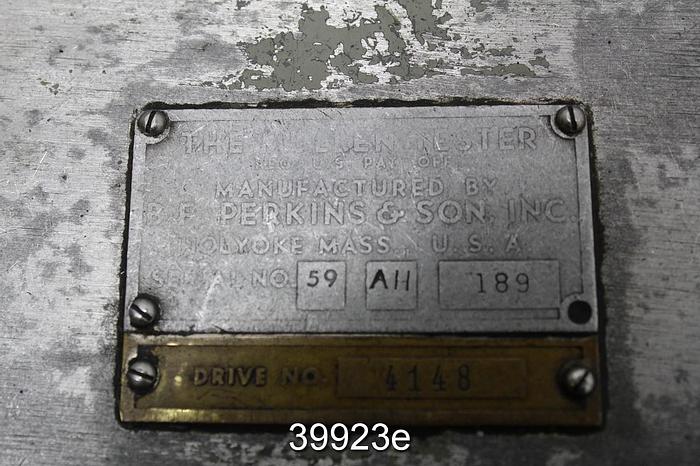 THE MULLEN TESTER
REG. U.S. PAT. OFF.
MANUFACTURED BY
B.F. PERKINS & SON, INC.
HOLYOKE MASS., U.S.A.
SERIAL NO. 59 AH 189
DRIVE NO. 4148
39923e